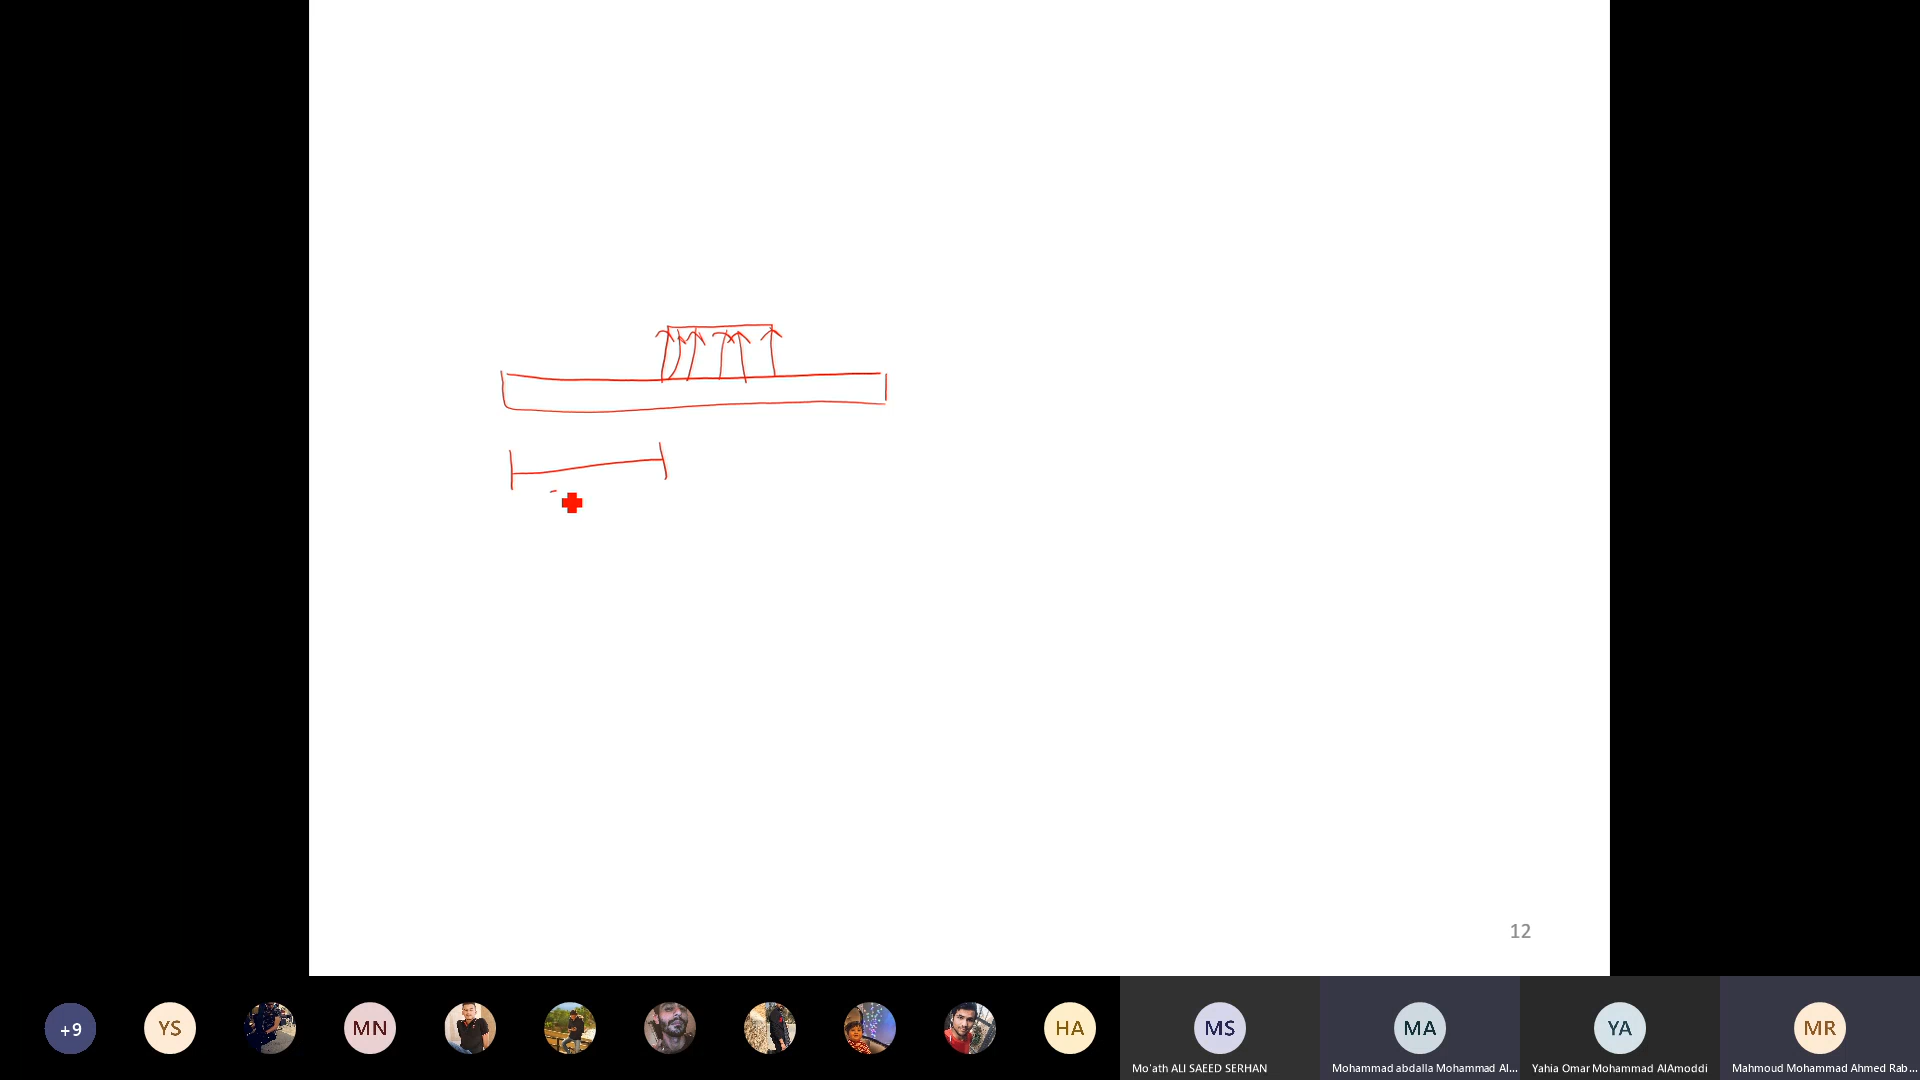 12
+9
YS
MN
HA
MS
MA
YA
MR
Mo'ath ALI SAEED SERHAN
Mohammad abdalla Mohammad Al...
Yahia Omar Mohammad AlAmoddi
Mahmoud Mohammad Ahmed Rab...